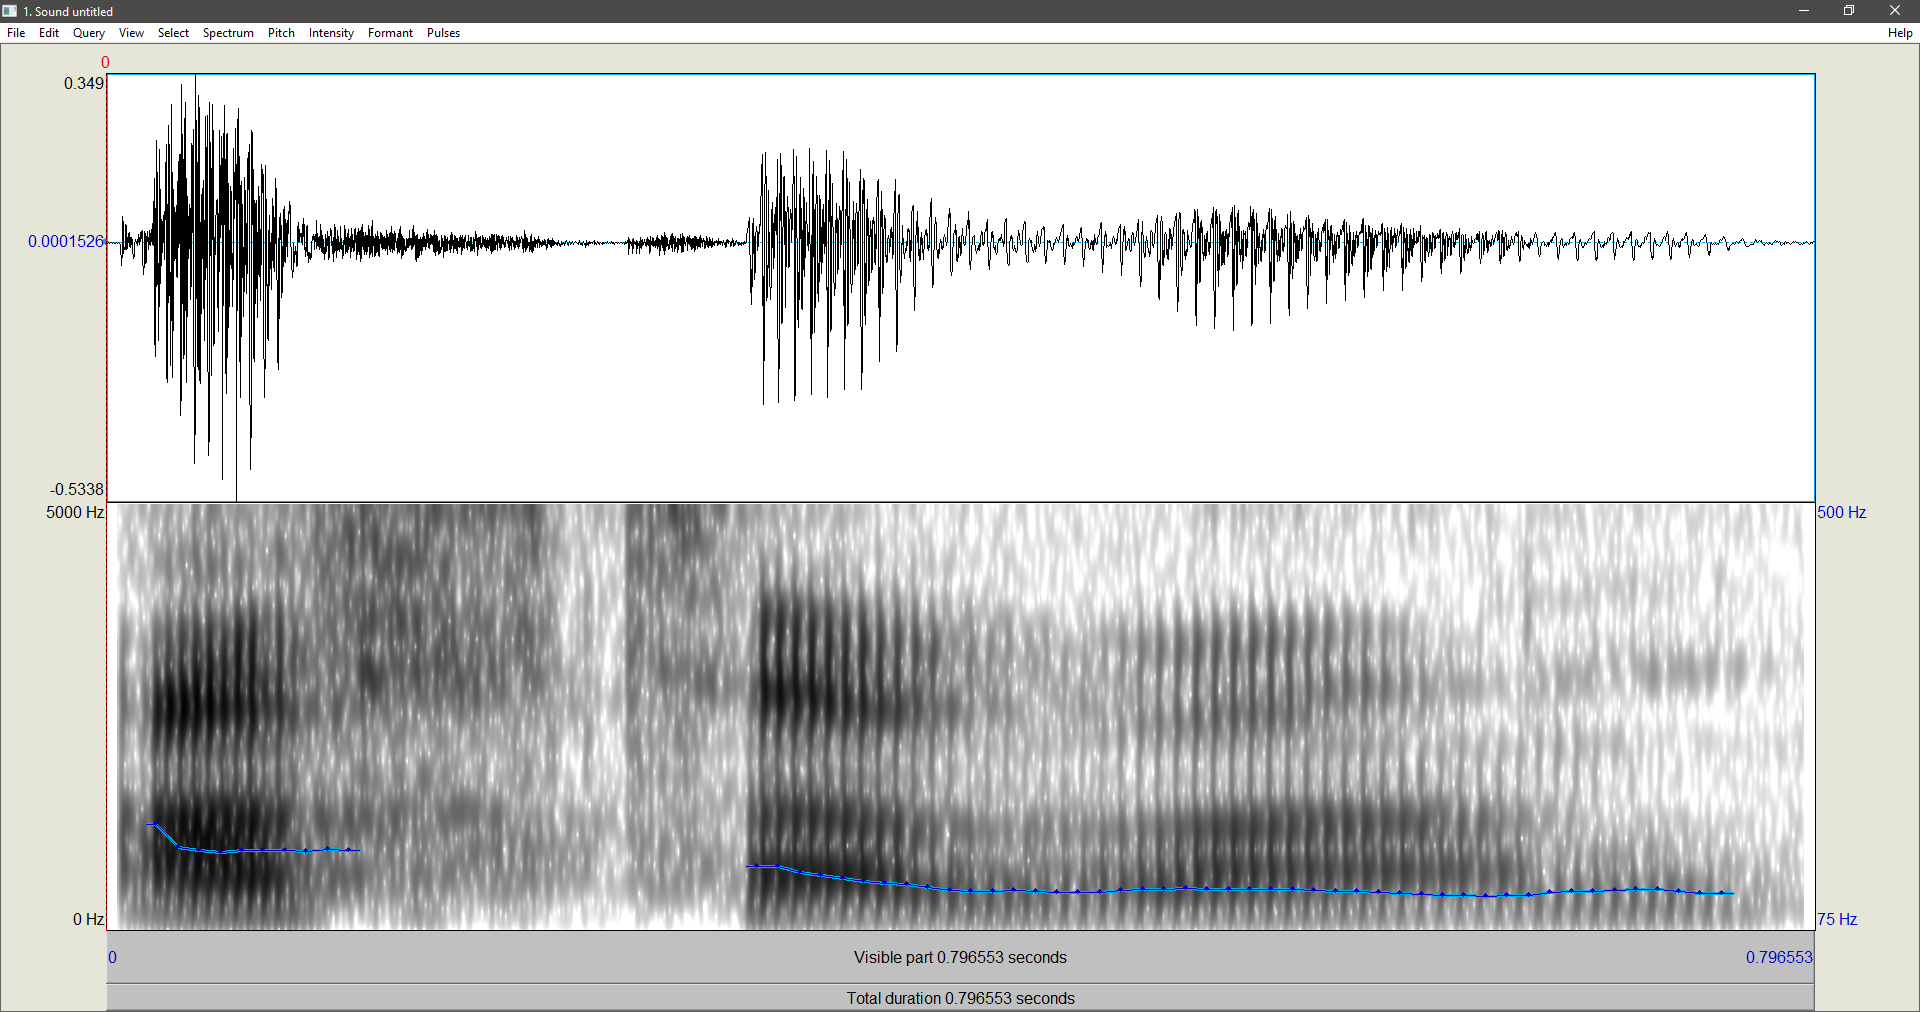 1. Sound untitled
File Edit Query View Select Spectrum Pitch Intensity Formant Pulses Help
0
0.349
0.0001526
-0.5338
5000 Hz 500 Hz
0 Hz 75 Hz
0 Visible part 0.796553 seconds 0.796553
Total duration 0.796553 seconds